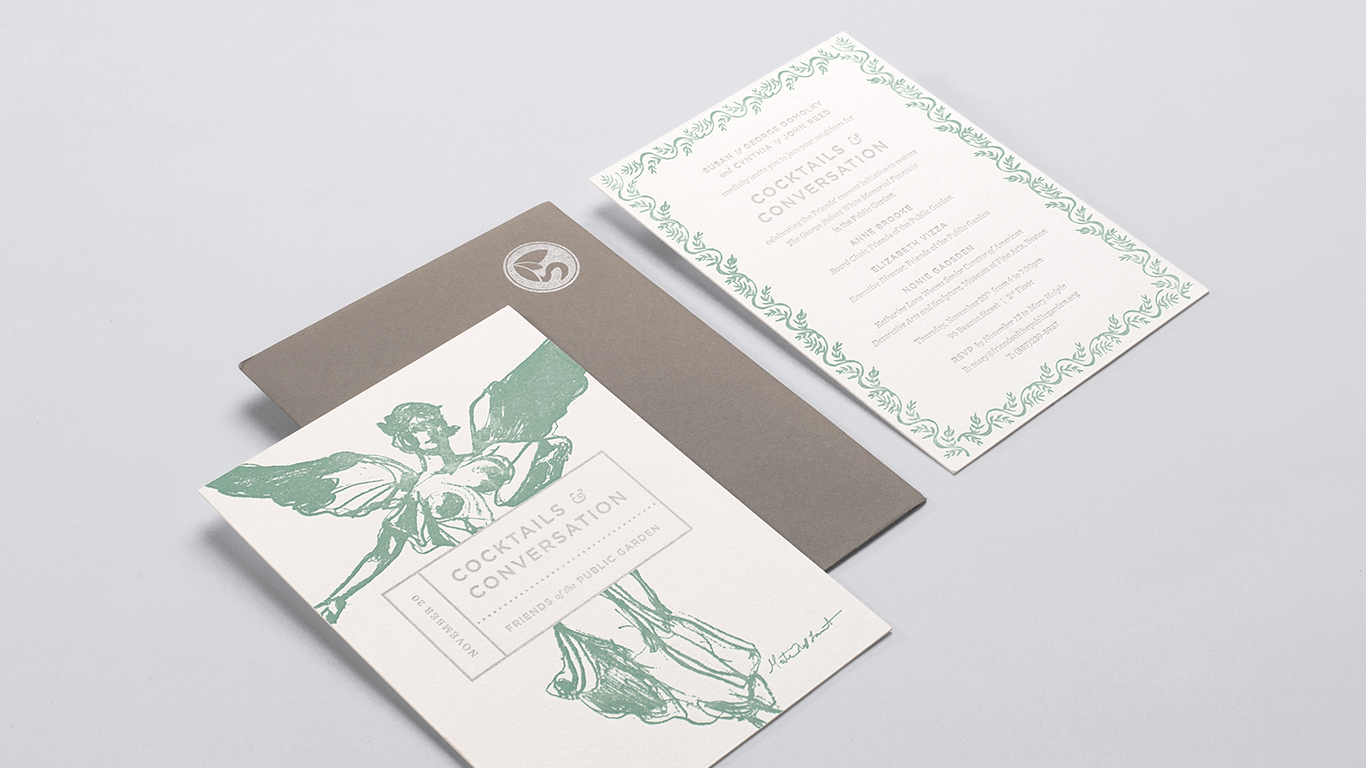 COCKTAILS &
CONVERSATION
NOVEMBER 20
FRIENDS of the PUBLIC GARDEN
SUSAN & GEORGE DOMOLKY
and CYNTHIA & JOHN REED
cordially invite you to join your neighbors for
COCKTAILS &
CONVERSATION
celebrating the Friends' current initiative to restore
The George Robert White Memorial Fountain
in the Public Garden
ANNE BROOKE
Board Chair, Friends of the Public Garden
ELIZABETH VIZZA
Executive Director, Friends of the Public Garden
NONIE GADSDEN
Katharine Lane Weems Senior Curator of American
Decorative Arts and Sculpture, Museum of Fine Arts, Boston
Thursday, November 20th from 6 to 7:30pm
96 Beacon Street | 2nd Floor
RSVP by November 12 to Mary Halpin
E: mary@friendsofthepublicgarden.org
T: